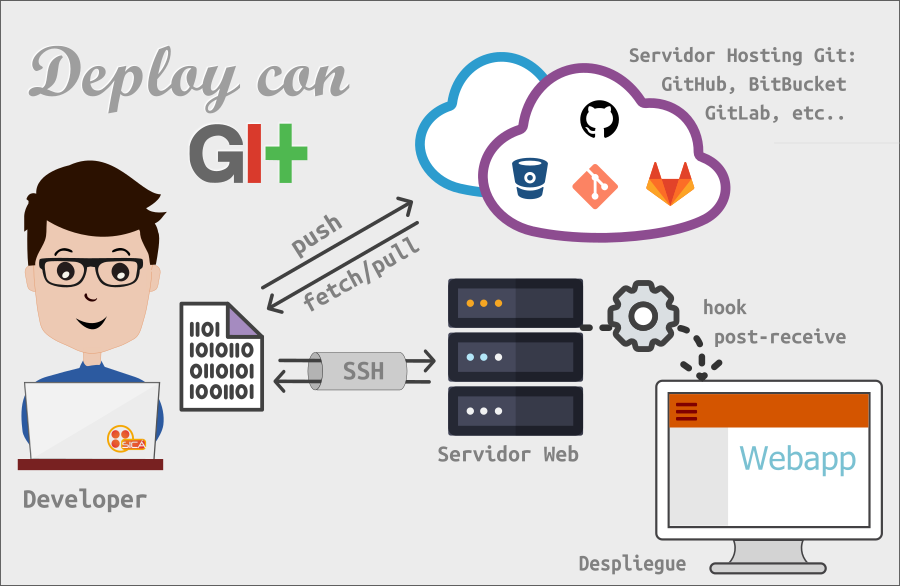 Deploy con
GIt
Servidor Hosting Git:
GitHub, BitBucket
GitLab, etc..
push
fetch/pull
1101
1010110
0110101
1001101
SSH
hook
post-receive
Servidor Web
Webapp
Developer
Despliegue